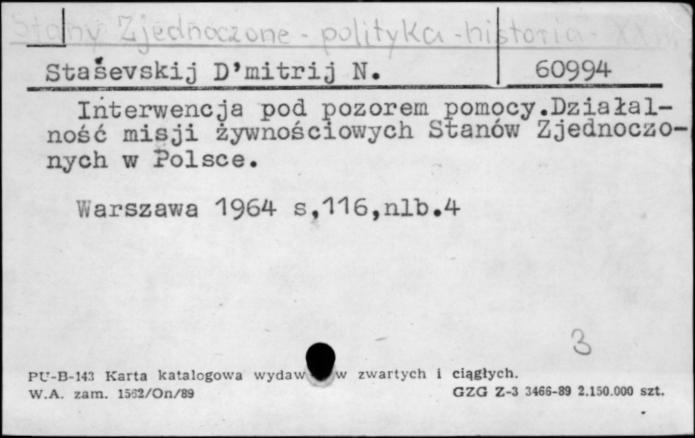 Stany Zjednoczone - polityka - historia - XX w.
Staševskij D'mitrij N. 60994
Interwencja pod pozorem pomocy.Działal-
ność misji żywnościowych Stanów Zjednoczo-
nych w Polsce.
Warszawa 1964 s,116,nlb.4
3
PU-B-143 Karta katalogowa wydaw w zwartych i ciągłych.
W.A. zam. 1562/On/89 GZG Z-3 3466-89 2.150.000 szt.